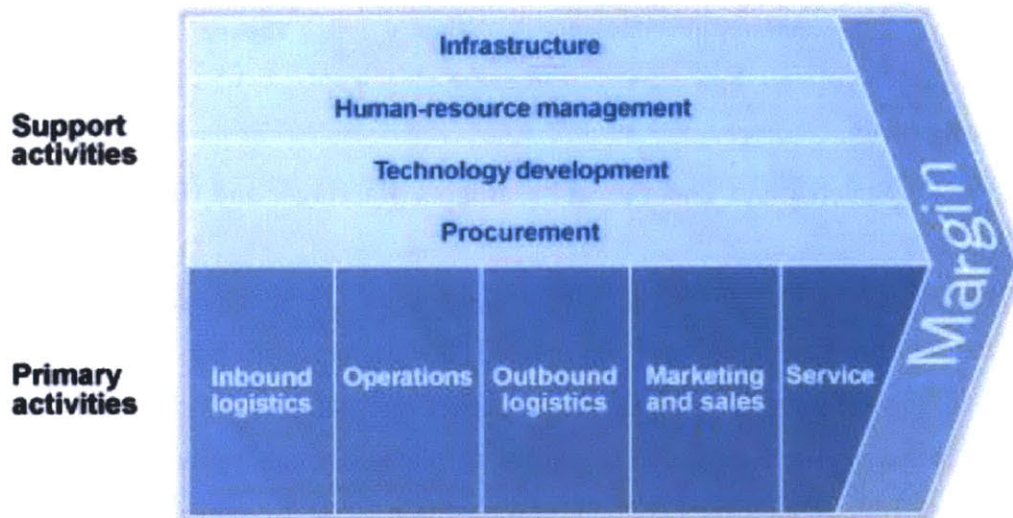 Infrastructure
Human-resource management
Support
activities
Technology development
Procurement
Margin
Primary
activities
Inbound
logistics
Operations
Outbound
logistics
Marketing
and sales
Service